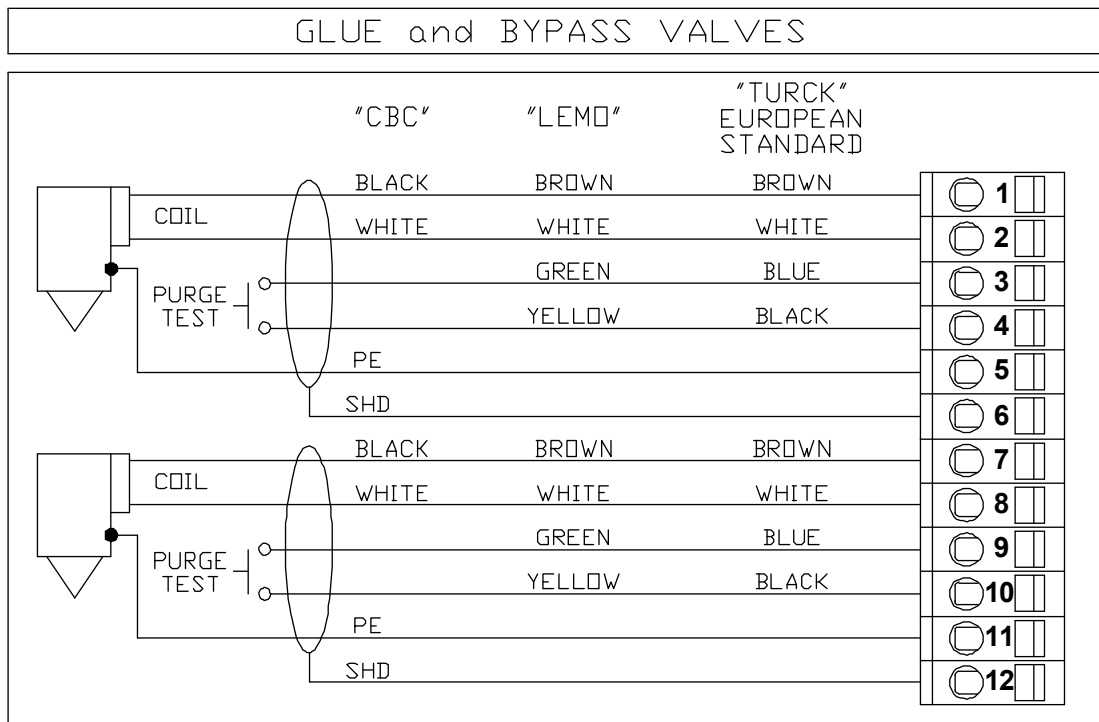 GLUE and BYPASS VALVES
"CBC" "LEMO" "TURCK"
EUROPEAN
STANDARD
BLACK BROWN BROWN 1
COIL
WHITE WHITE WHITE 2
GREEN BLUE 3
PURGE
TEST
YELLOW BLACK 4
PE 5
SHD 6
BLACK BROWN BROWN 7
COIL
WHITE WHITE WHITE 8
GREEN BLUE 9
PURGE
TEST
YELLOW BLACK 10
PE 11
SHD 12